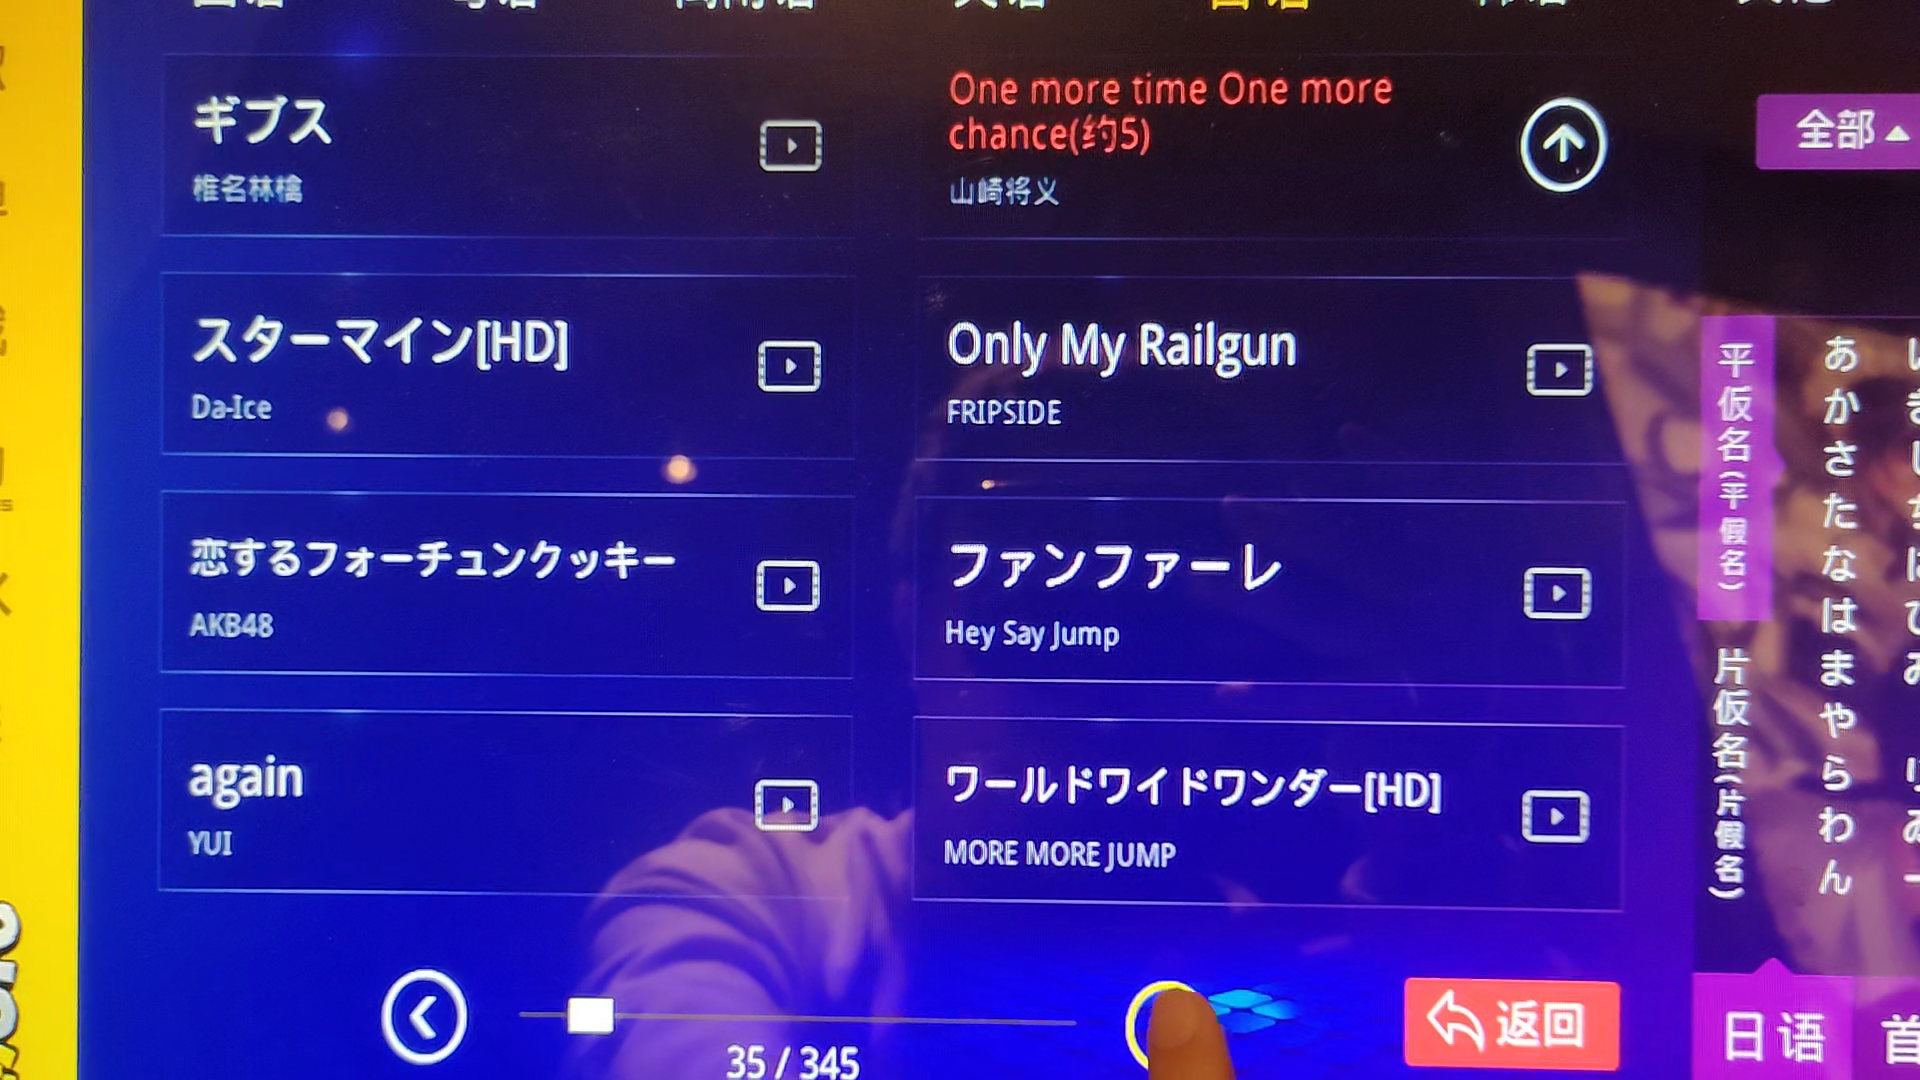 ギブス
椎名林檎
One more time One more
chance(约5)
山崎将义
全部
スターマイン[HD]
Da-Ice
Only My Railgun
FRIPSIDE
恋するフォーチュンクッキー
AKB48
ファンファーレ
Hey Say Jump
again
YUI
ワールドワイドワンダー[HD]
MORE MORE JUMP
平仮名(平假名)
片仮名(片假名)
あかさたなはまやらわん
35 / 345
返回
日语
首